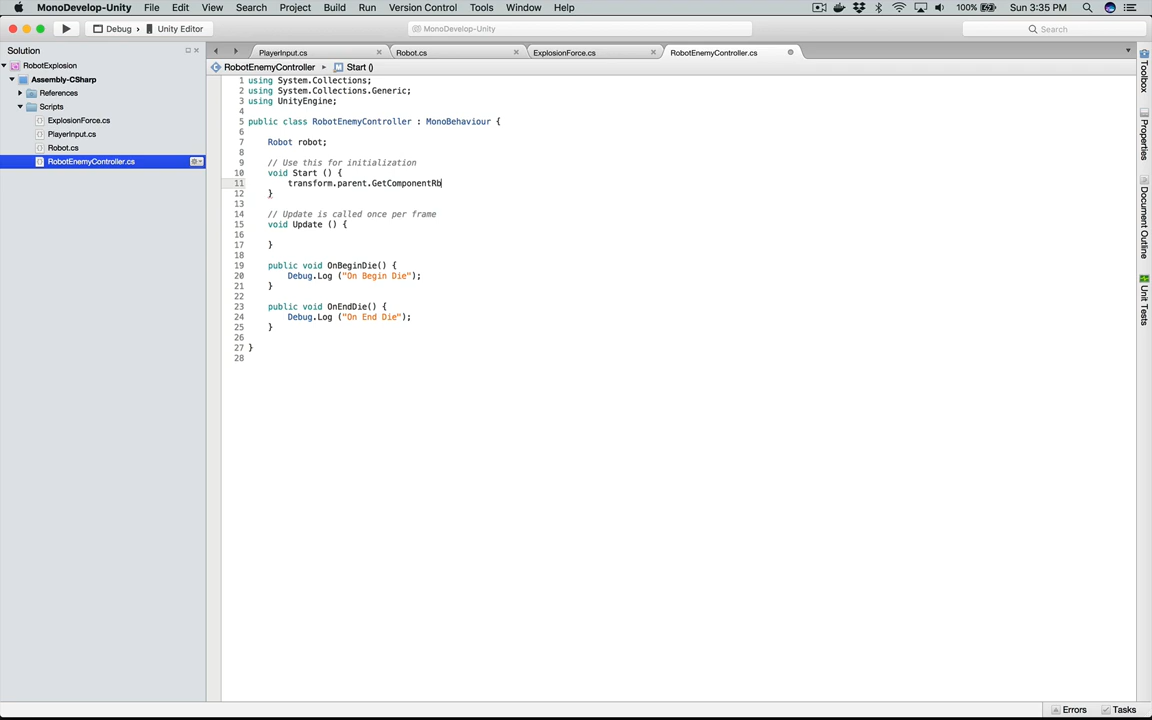 MonoDevelop-Unity File Edit View Search Project Build Run Version Control Tools Window Help 100% Sun 3:35 PM
Debug › Unity Editor MonoDevelop-Unity Search
Solution
RobotExplosion
Assembly-CSharp
References
Scripts
ExplosionForce.cs
PlayerInput.cs
Robot.cs
RobotEnemyController.cs
PlayerInput.cs Robot.cs ExplosionForce.cs RobotEnemyController.cs
RobotEnemyController Start ()
1 using System.Collections;
2 using System.Collections.Generic;
3 using UnityEngine;
4
5 public class RobotEnemyController : MonoBehaviour {
6
7 Robot robot;
8
9 // Use this for initialization
10 void Start () {
11 transform.parent.GetComponentRb
12 }
13
14 // Update is called once per frame
15 void Update () {
16
17 }
18
19 public void OnBeginDie() {
20 Debug.Log ("On Begin Die");
21 }
22
23 public void OnEndDie() {
24 Debug.Log ("On End Die");
25 }
26
27 }
28
Toolbox
Properties
Document Outline
Unit Tests
Errors Tasks